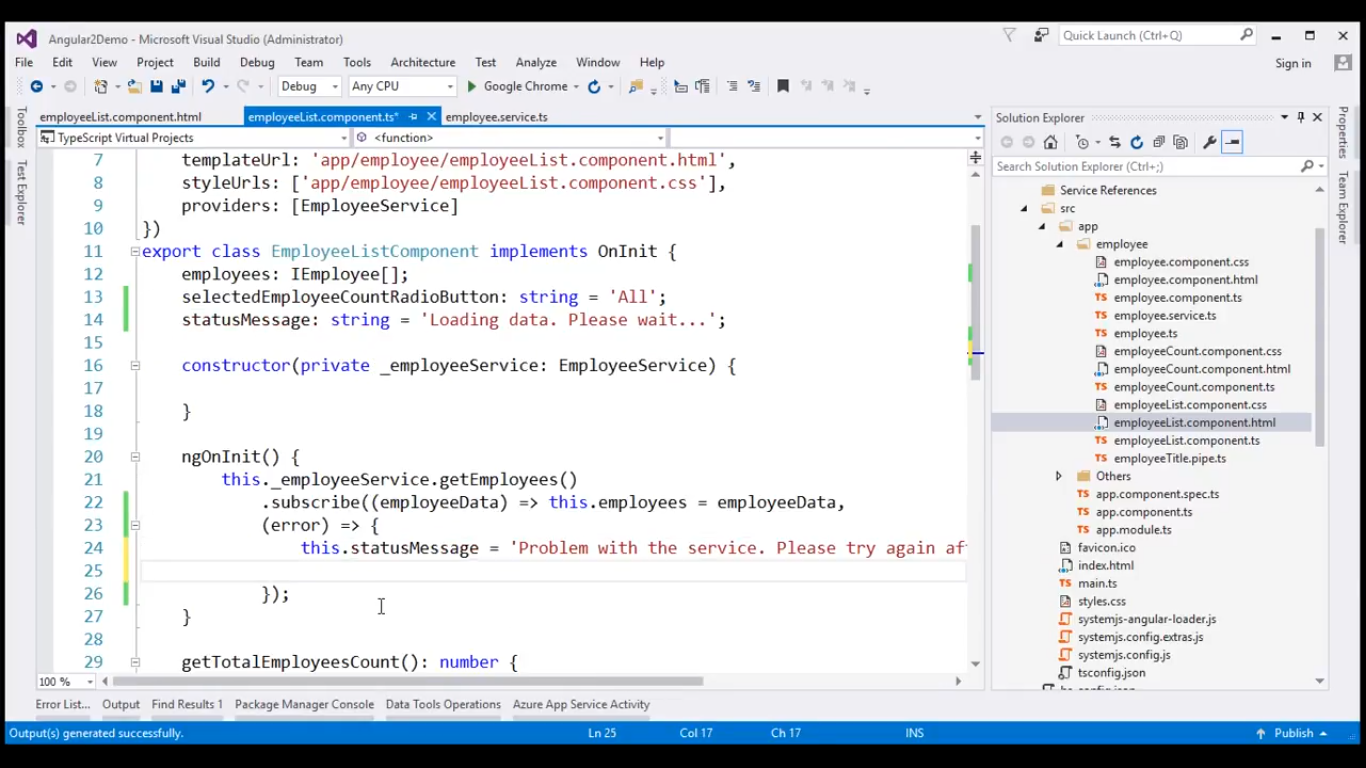 Angular2Demo - Microsoft Visual Studio (Administrator)
Quick Launch (Ctrl+Q)
File Edit View Project Build Debug Team Tools Architecture Test Analyze Window Help
Sign in
Debug Any CPU Google Chrome
employeeList.component.html employeeList.component.ts* employee.service.ts
TypeScript Virtual Projects <function>
Toolbox
Test Explorer
7 templateUrl: 'app/employee/employeeList.component.html',
8 styleUrls: ['app/employee/employeeList.component.css'],
9 providers: [EmployeeService]
10 })
11 export class EmployeeListComponent implements OnInit {
12 employees: IEmployee[];
13 selectedEmployeeCountRadioButton: string = 'All';
14 statusMessage: string = 'Loading data. Please wait...';
15
16 constructor(private _employeeService: EmployeeService) {
17
18 }
19
20 ngOnInit() {
21 this._employeeService.getEmployees()
22 .subscribe((employeeData) => this.employees = employeeData,
23 (error) => {
24 this.statusMessage = 'Problem with the service. Please try again af
25
26 });
27 }
28
29 getTotalEmployeesCount(): number {
100 %
Solution Explorer
Search Solution Explorer (Ctrl+;)
Service References
src
app
employee
employee.component.css
employee.component.html
TS employee.component.ts
TS employee.service.ts
TS employee.ts
employeeCount.component.css
employeeCount.component.html
TS employeeCount.component.ts
employeeList.component.css
employeeList.component.html
TS employeeList.component.ts
TS employeeTitle.pipe.ts
Others
TS app.component.spec.ts
TS app.component.ts
TS app.module.ts
favicon.ico
index.html
TS main.ts
styles.css
systemjs-angular-loader.js
systemjs.config.extras.js
systemjs.config.js
tsconfig.json
Properties
Team Explorer
Error List... Output Find Results 1 Package Manager Console Data Tools Operations Azure App Service Activity
Output(s) generated successfully. Ln 25 Col 17 Ch 17 INS Publish